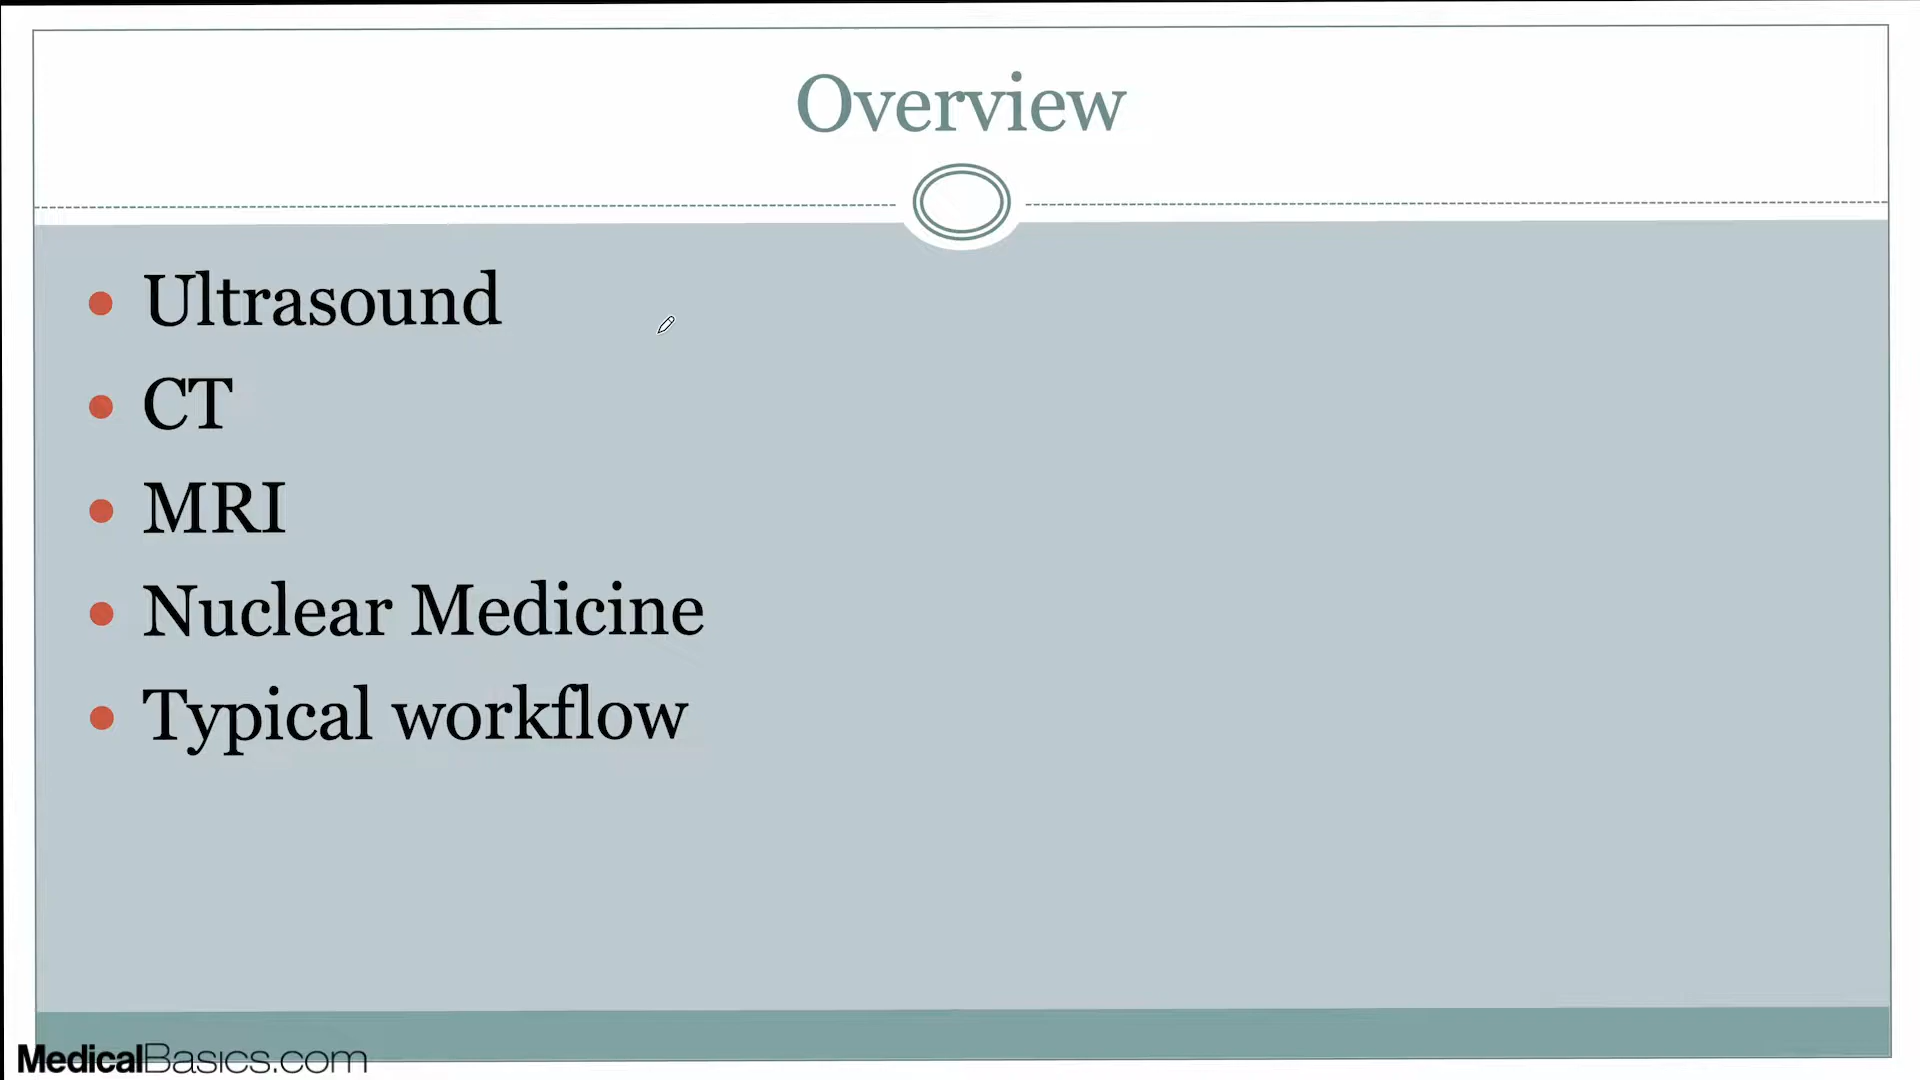 Overview
Ultrasound
CT
MRI
Nuclear Medicine
Typical workflow
MedicalBasics.com